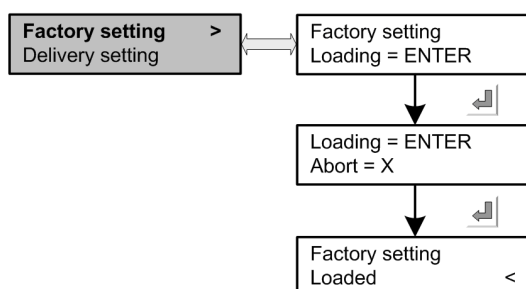 Factory setting >
Delivery setting
Factory setting
Loading = ENTER
Loading = ENTER
Abort = X
Factory setting
Loaded <